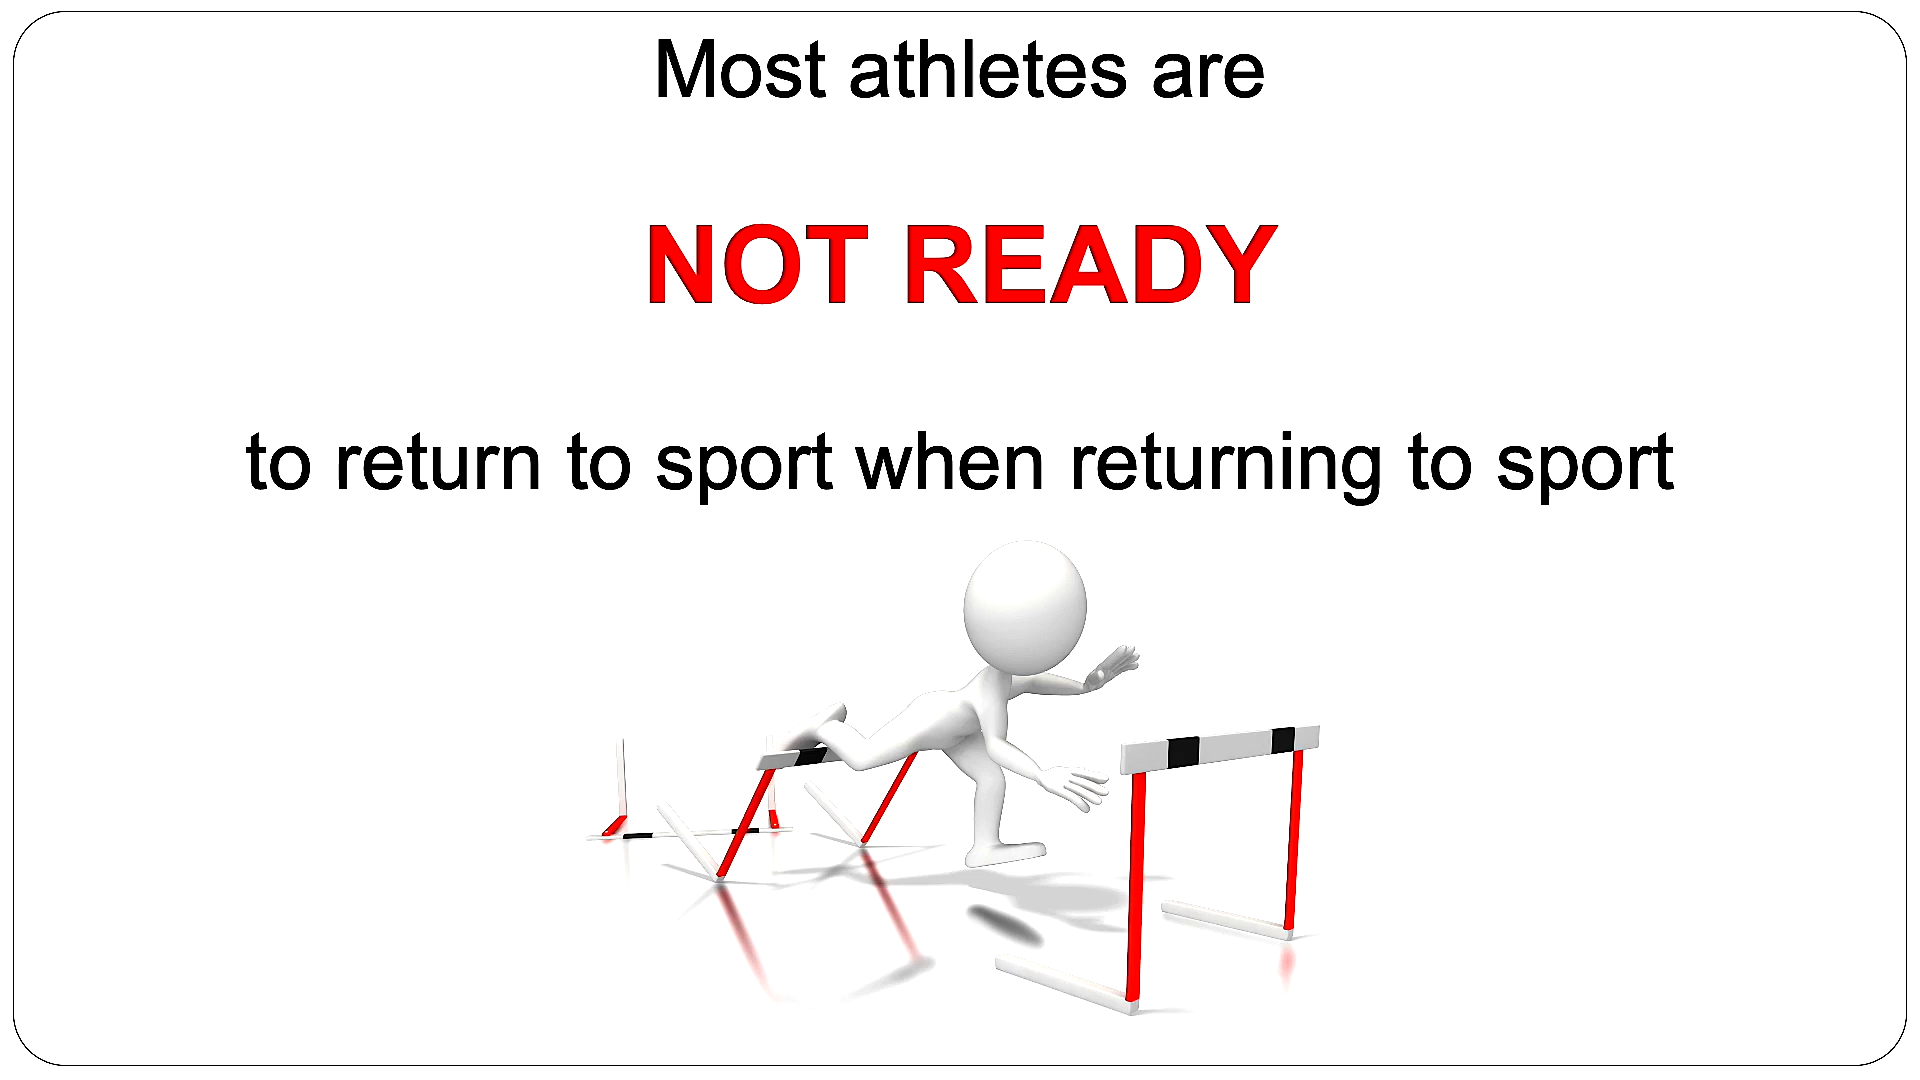 Most athletes are
NOT READY
to return to sport when returning to sport